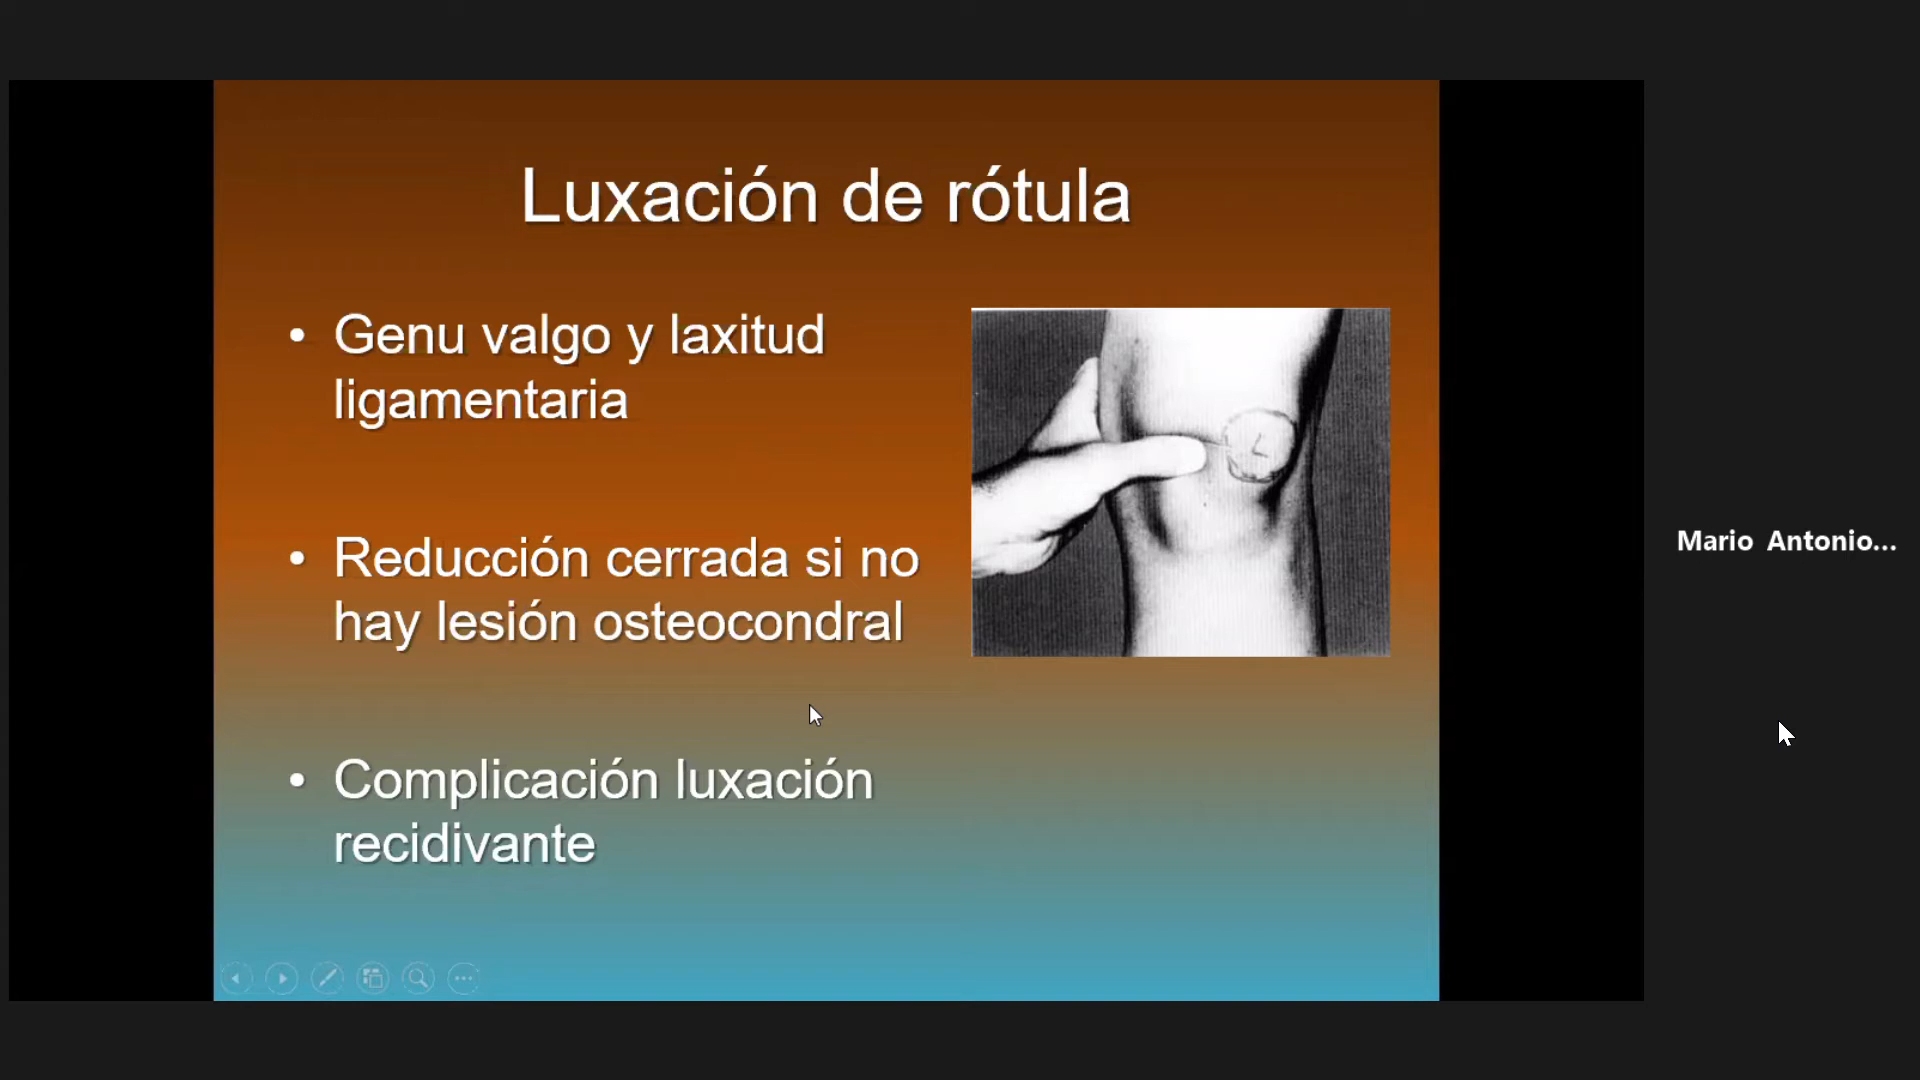 Luxación de rótula
• Genu valgo y laxitud
ligamentaria
• Reducción cerrada si no
hay lesión osteocondral
• Complicación luxación
recidivante
Mario Antonio...